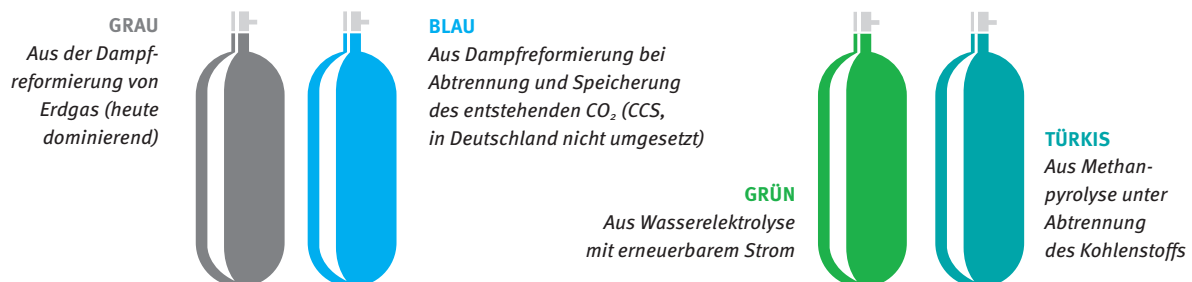 GRAU
Aus der Dampf-
reformierung von
Erdgas (heute
dominierend)
BLAU
Aus Dampfreformierung bei
Abtrennung und Speicherung
des entstehenden CO₂ (CCS,
in Deutschland nicht umgesetzt)
GRÜN
Aus Wasserelektrolyse
mit erneuerbarem Strom
TÜRKIS
Aus Methan-
pyrolyse unter
Abtrennung
des Kohlenstoffs